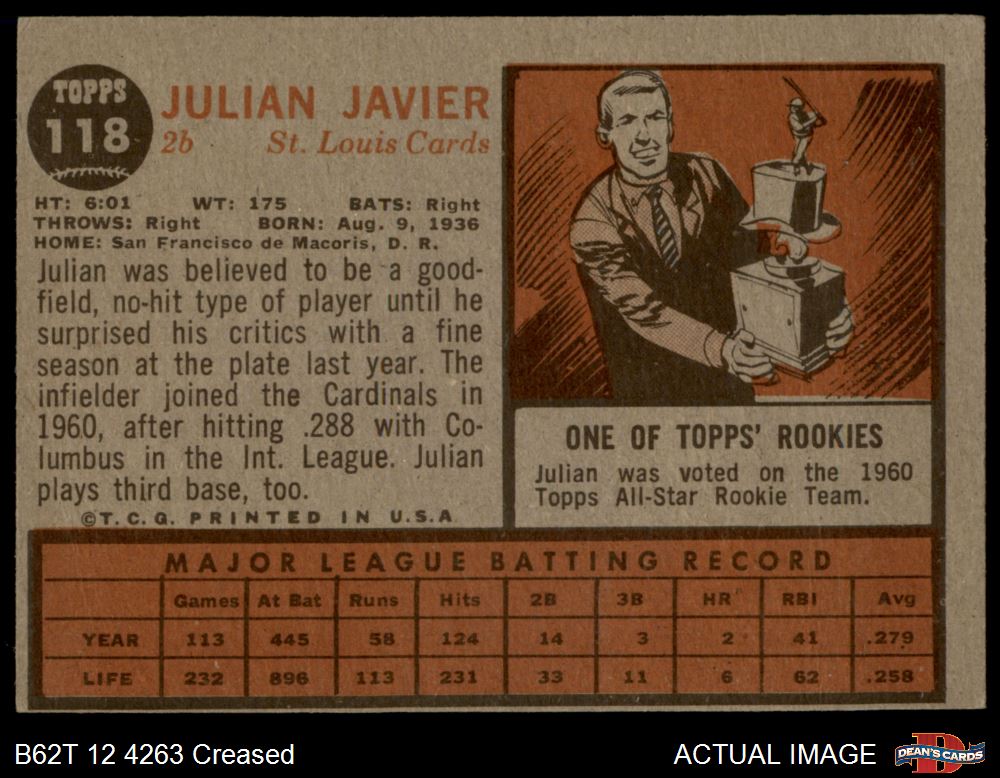 TOPPS
118
JULIAN JAVIER
2b St. Louis Cards
HT: 6:01 WT: 175 BATS: Right
THROWS: Right BORN: Aug. 9, 1936
HOME: San Francisco de Macoris, D. R.
Julian was believed to be a good-
field, no-hit type of player until he
surprised his critics with a fine
season at the plate last year. The
infielder joined the Cardinals in
1960, after hitting .288 with Co-
lumbus in the Int. League. Julian
plays third base, too.
©T. C. G. PRINTED IN U.S.A
ONE OF TOPPS' ROOKIES
Julian was voted on the 1960
Topps All-Star Rookie Team.
MAJOR LEAGUE BATTING RECORD
Games At Bat Runs Hits 2B 3B HR RBI Avg
YEAR 113 445 58 124 14 3 2 41 .279
LIFE 232 896 113 231 33 11 6 62 .258
B62T 12 4263 Creased
ACTUAL IMAGE
DEAN'S CARDS